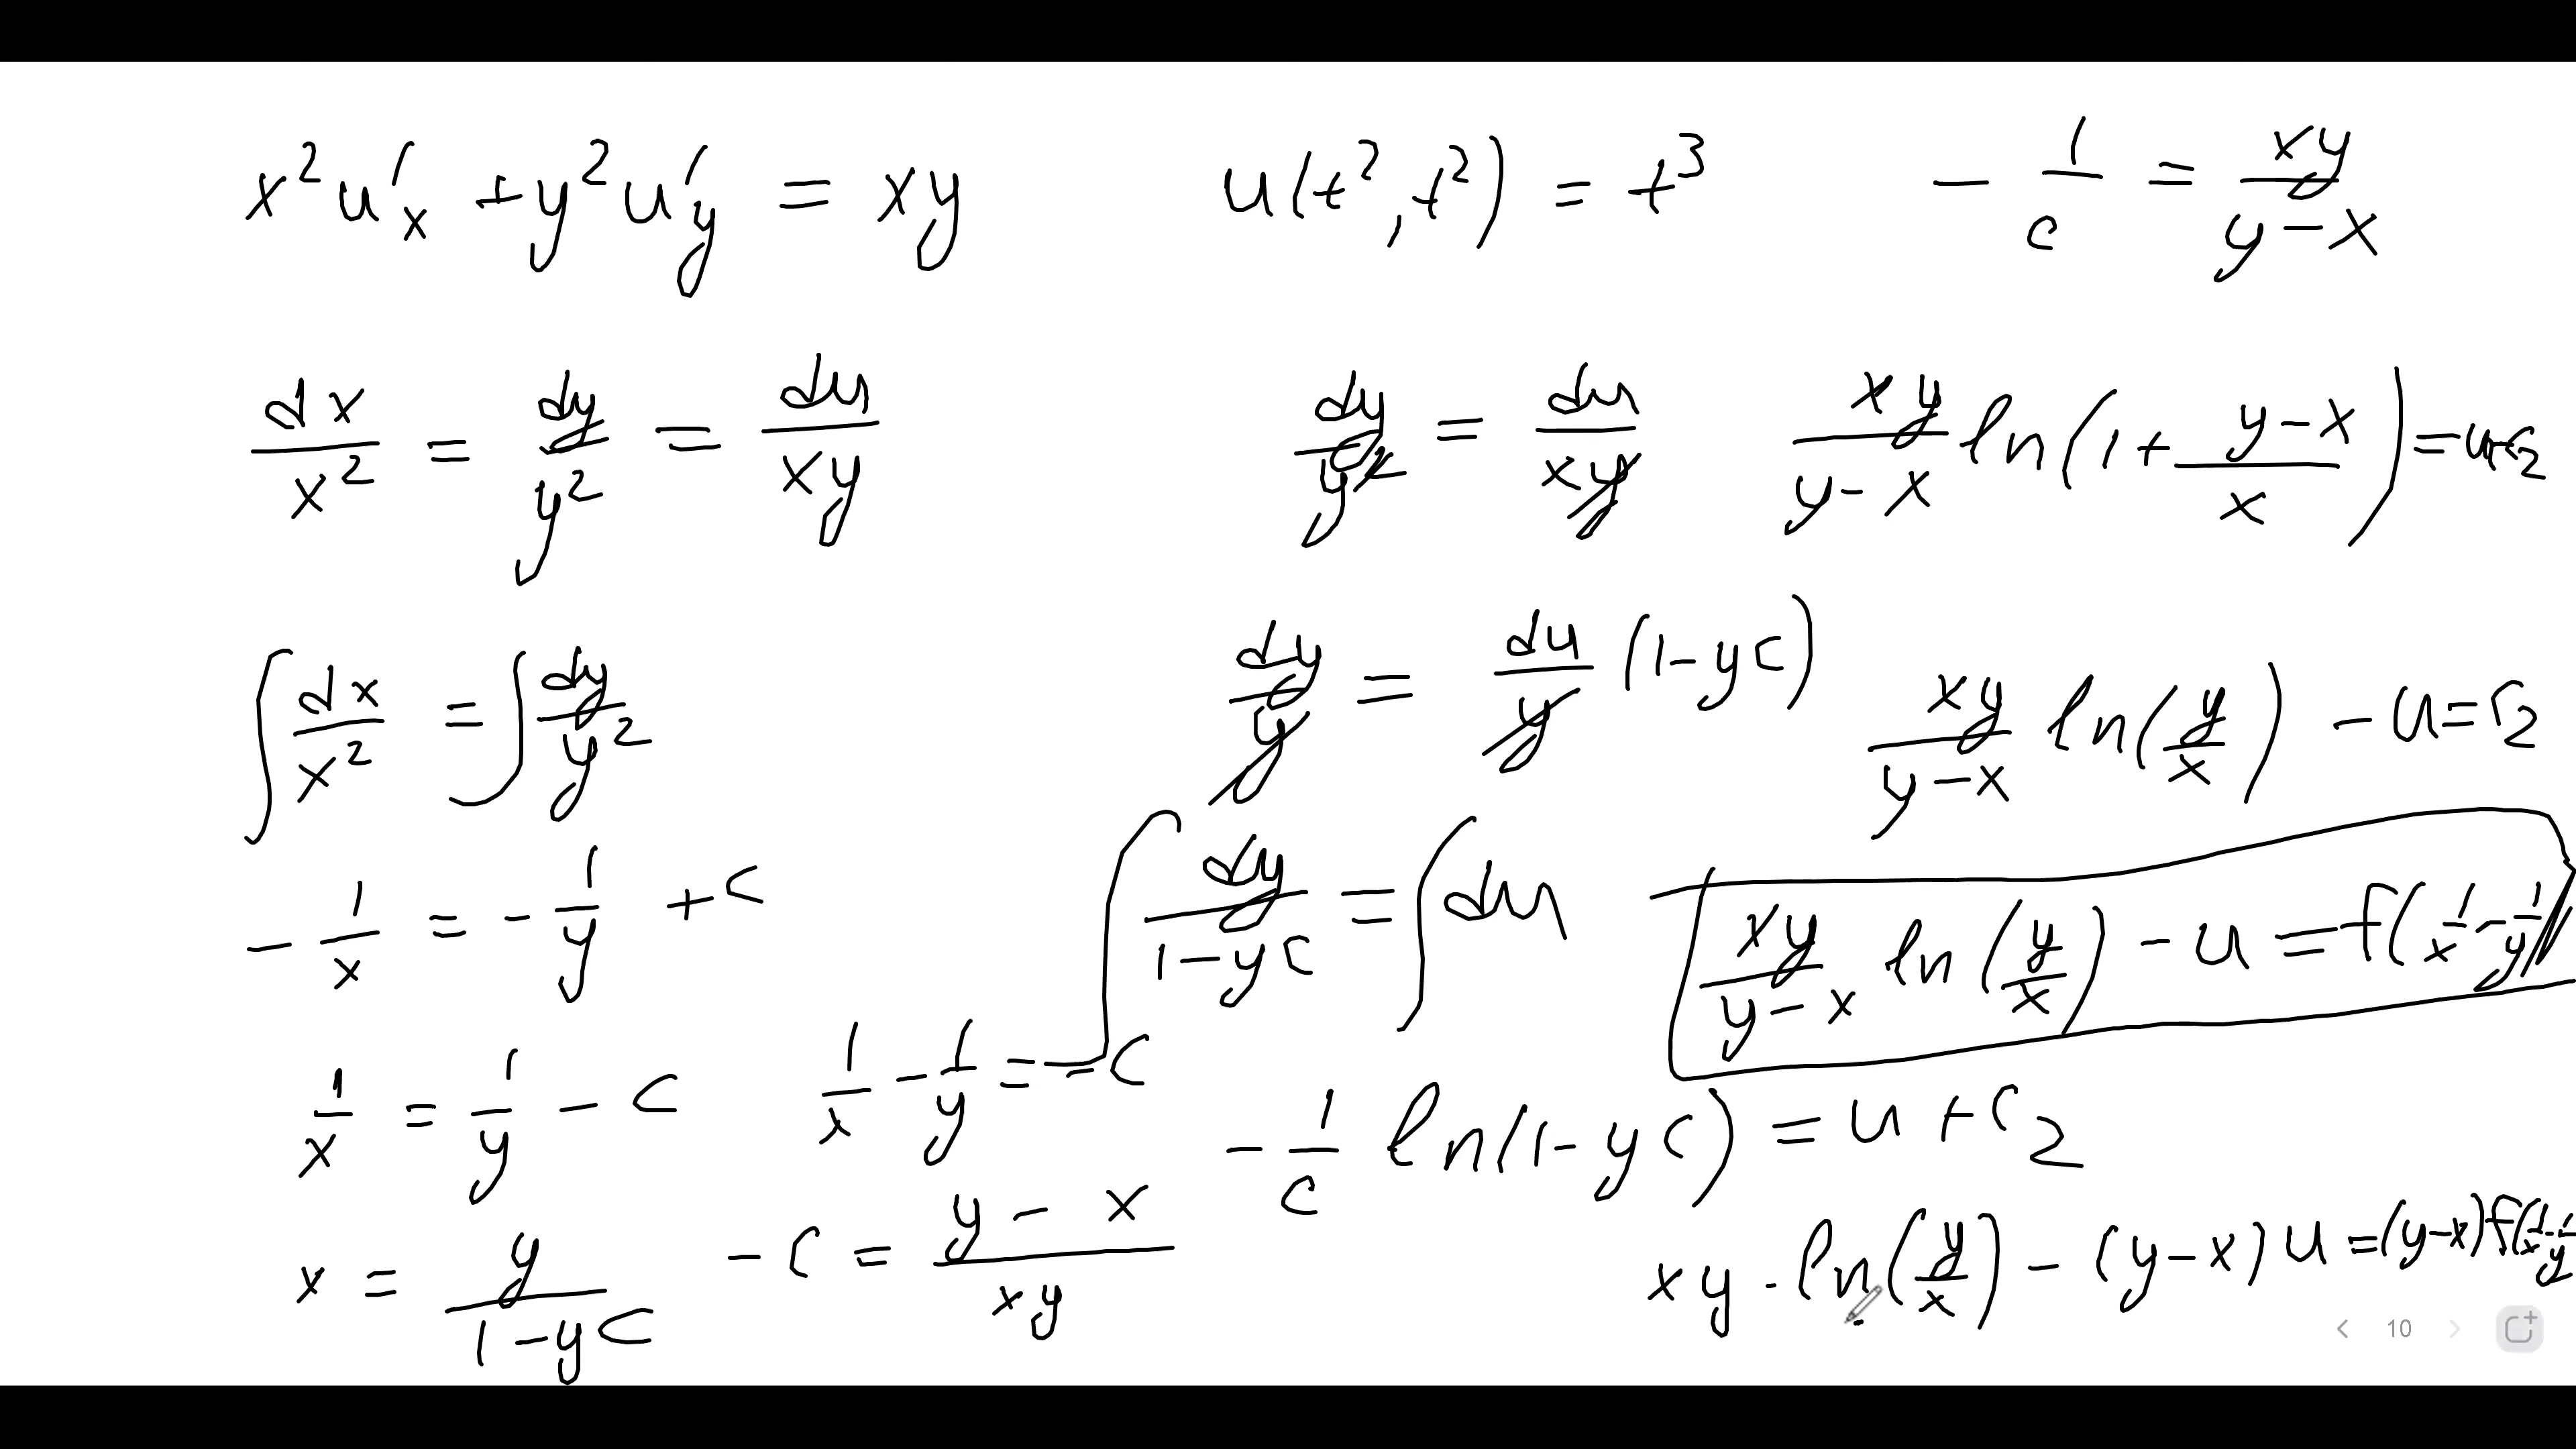 x² u'ₓ + y² u'_y = xy
dx/x² = dy/y² = du/xy
∫ dx/x² = ∫ dy/y²
- 1/x = - 1/y + c
1/x = 1/y - c
x = y/(1-yc)
1/x - 1/y = - c
- c = (y - x)/xy
u(t², t²) = t³
dy/y² = du/xy
dy/y = du/y (1-yc)
∫ dy/(1-yc) = ∫ du
- 1/c ln(1-yc) = u + c₂
- 1/c = xy/(y-x)
xy/(y-x) ln(1 + (y-x)/x) = u+c₂
xy/(y-x) ln(y/x) - u = c₂
xy/(y-x) ln(y/x) - u = f(1/x - 1/y)
xy · ln(y/x) - (y-x) u = (y-x) f(1/x - 1/y
< 10 >